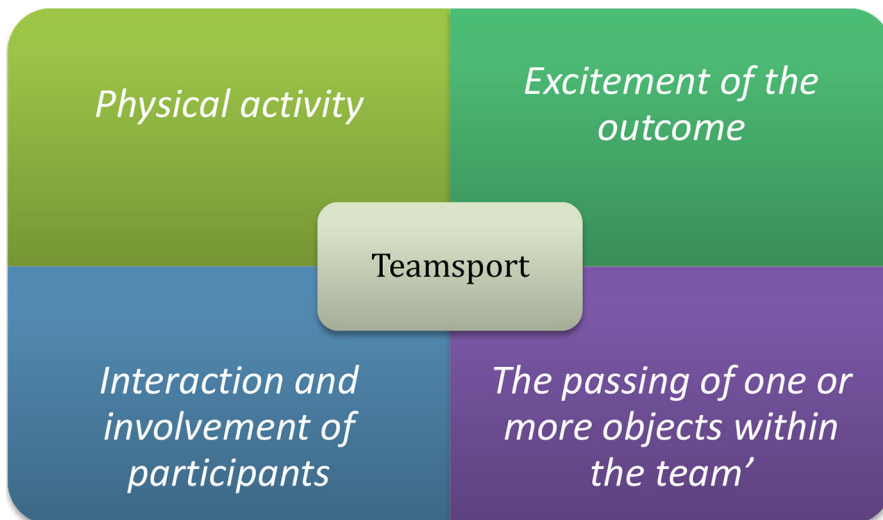 Physical activity
Excitement of the
outcome
Teamsport
Interaction and
involvement of
participants
The passing of one or
more objects within
the team’